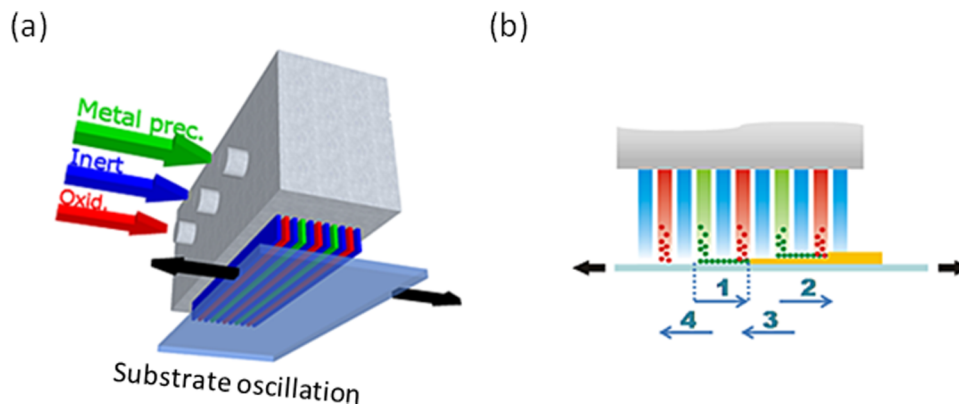 (a)
Metal prec.
Inert
Oxid.
Substrate oscillation
(b)
1
2
4
3